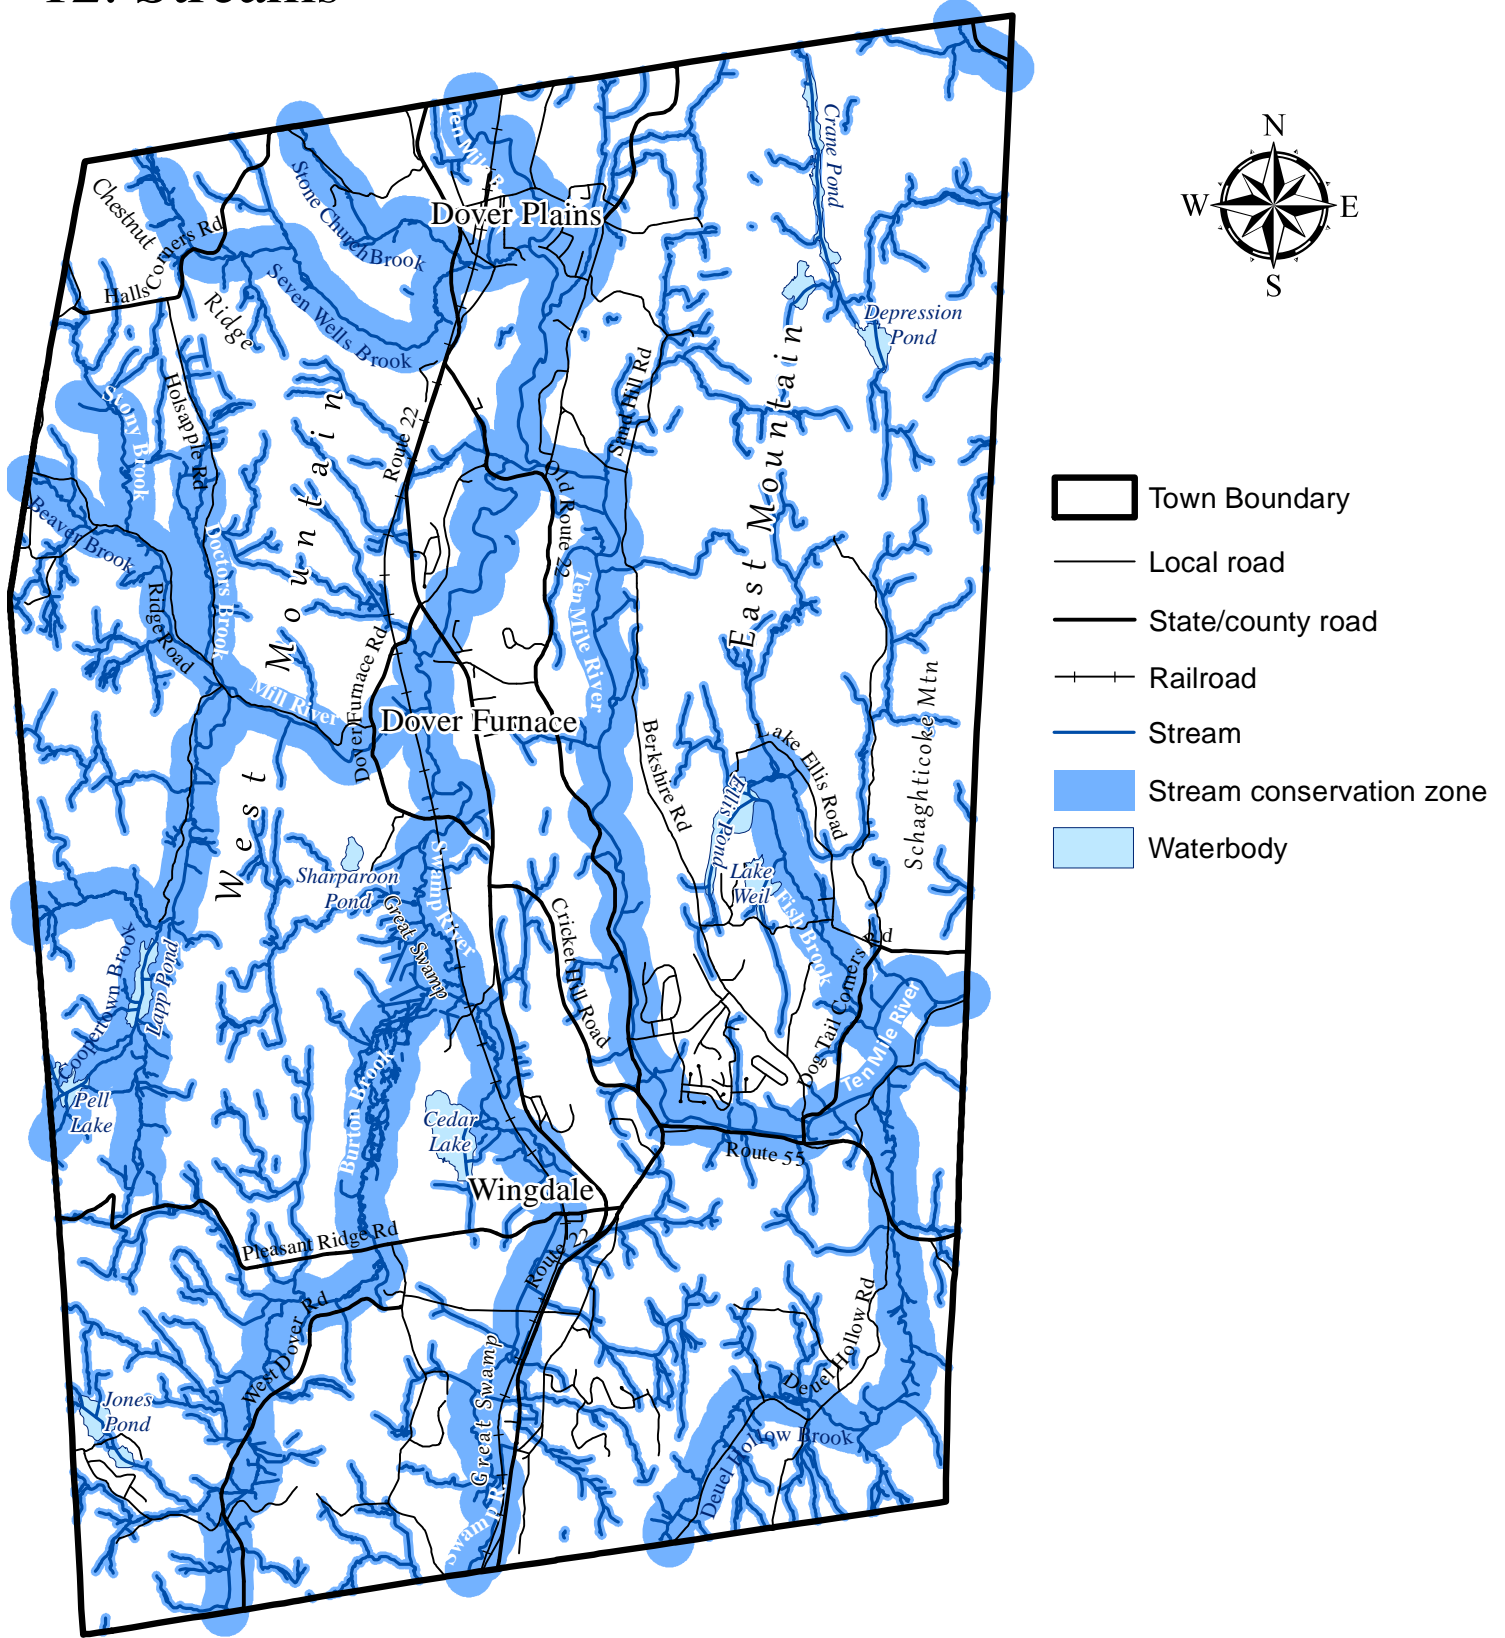 12. Streams
N
W
E
S
Crane Pond
Ten Mile R.
Chestnut
Ridge
Stone Church Brook
Dover Plains
Halls Corners Rd
Seven Wells Brook
Depression
Pond
East Mountain
Sand Hill Rd
Holsapple Rd
Stony Brook
West Mountain
Route 22
Old Route 22
Beaver Brook
Doctors Brook
Ridge Road
Ten Mile River
Mill River
Dover Furnace Rd
Dover Furnace
Schaghticoke Mtn
Berkshire Rd
Lake Ellis Road
Ellis Pond
Lake
Weil
Fish Brook
Sharparoon
Pond
Swamp River
Great Swamp
Cricket Hill Road
Coopertown Brook
Lapp Pond
Dog Tail Corners Rd
Ten Mile River
Burton Brook
Pell
Lake
Cedar
Lake
Route 55
Wingdale
Pleasant Ridge Rd
Route 22
West Dover Rd
Deuel Hollow Rd
Great Swamp
Jones
Pond
Deuel Hollow Brook
Swamp R.
Town Boundary
Local road
State/county road
Railroad
Stream
Stream conservation zone
Waterbody